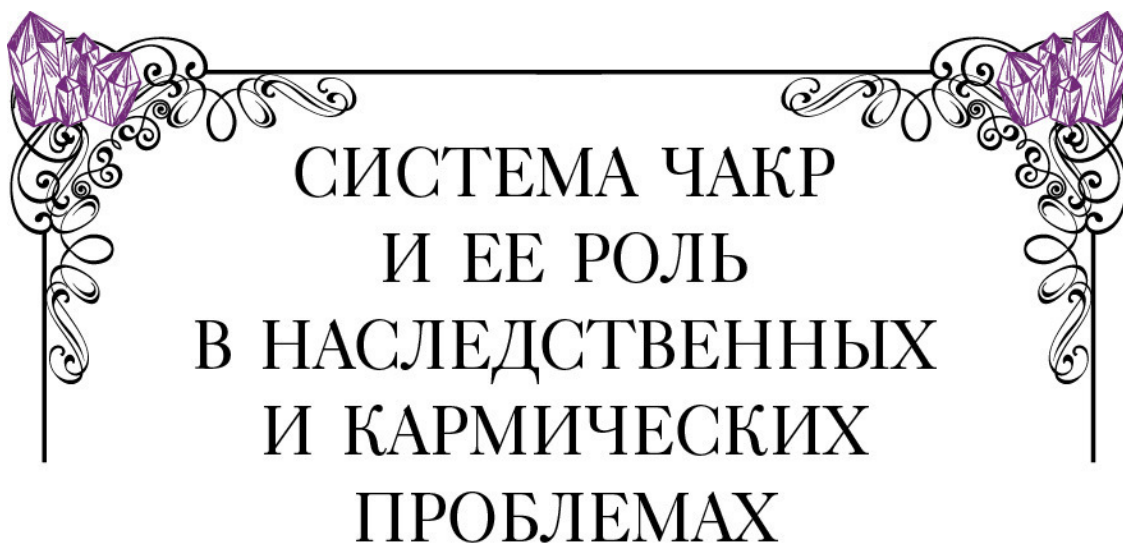 СИСТЕМА ЧАКР
И ЕЕ РОЛЬ
В НАСЛЕДСТВЕННЫХ
И КАРМИЧЕСКИХ
ПРОБЛЕМАХ